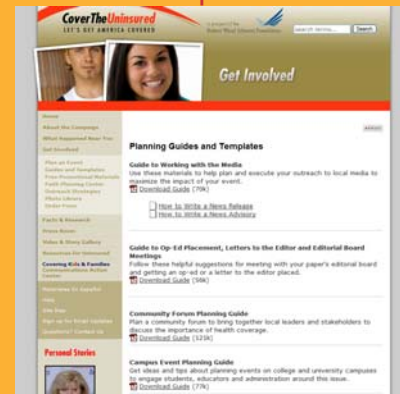 CoverTheUninsured
LET'S GET AMERICA COVERED
a project of the
Robert Wood Johnson Foundation
search terms...
Search
Get Involved
Home
About the Campaign
What Happened Near You
Get Involved
Plan an Event
Guides and Templates
Free Promotional Materials
Faith Planning Center
Outreach Strategies
Photo Library
Order Form
Facts & Research
Press Room
Video & Story Gallery
Resources for Uninsured
Covering Kids & Families
Communications Action
Center
Materiales En Español
FAQs
Site Map
Sign up for Email Updates
Questions? Contact Us
Personal Stories
Planning Guides and Templates
Guide to Working with the Media
Use these materials to help plan and execute your outreach to local media to
maximize the impact of your event.
Download Guide (70k)
How to Write a News Release
How to Write a News Advisory
Guide to Op-Ed Placement, Letters to the Editor and Editorial Board
Meetings
Follow these helpful suggestions for meeting with your paper's editorial board
and getting an op-ed or a letter to the editor placed.
Download Guide (56k)
Community Forum Planning Guide
Plan a community forum to bring together local leaders and stakeholders to
discuss the importance of health coverage.
Download Guide (121k)
Campus Event Planning Guide
Get ideas and tips about planning events on college and university campuses
to engage students, educators and administration around this issue.
Download Guide (77k)